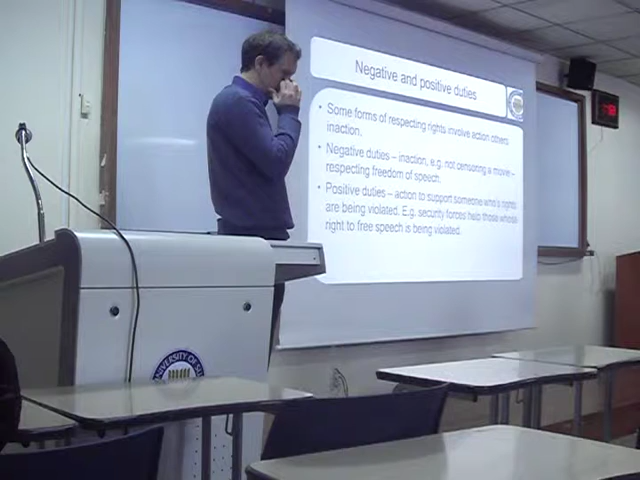 Negative and positive duties
• Some forms of respecting rights involve action others
inaction.
• Negative duties – inaction, e.g. not censoring a movie –
respecting freedom of speech.
• Positive duties – action to support someone who's rights
are being violated. E.g. security forces help those whose
right to free speech is being violated.
UNIVERSITY OF